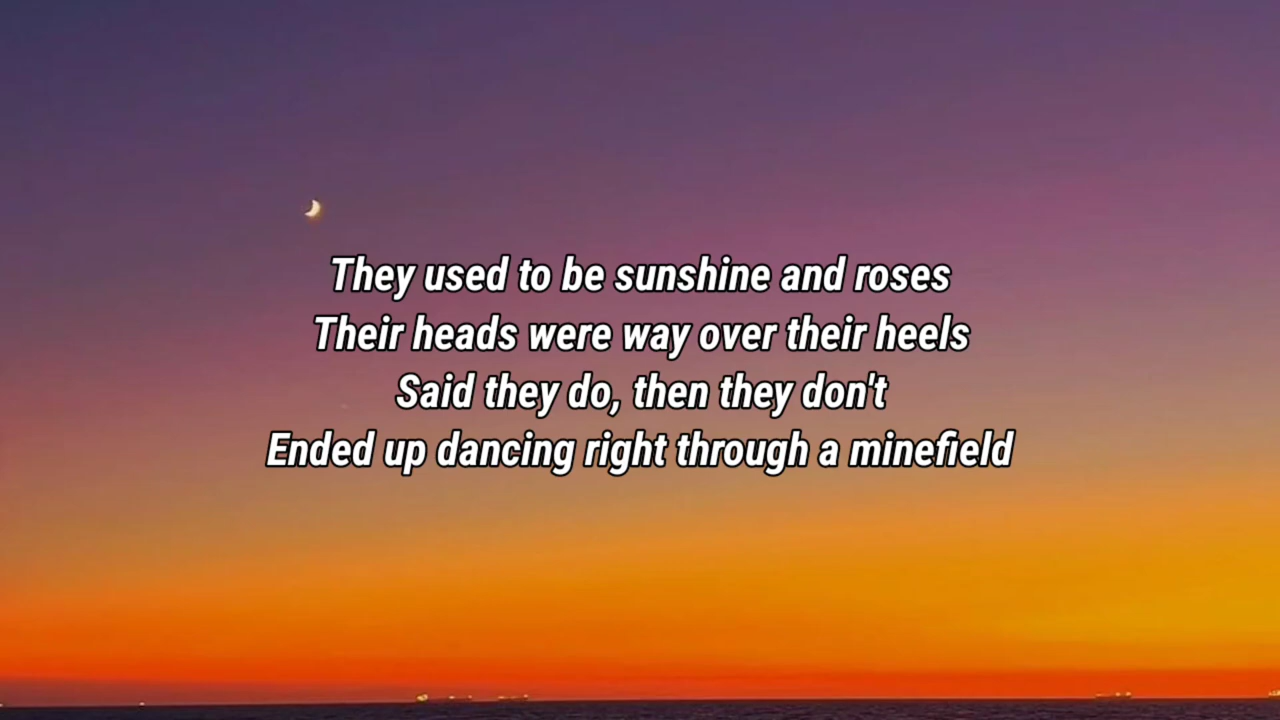 They used to be sunshine and roses
Their heads were way over their heels
Said they do, then they don't
Ended up dancing right through a minefield